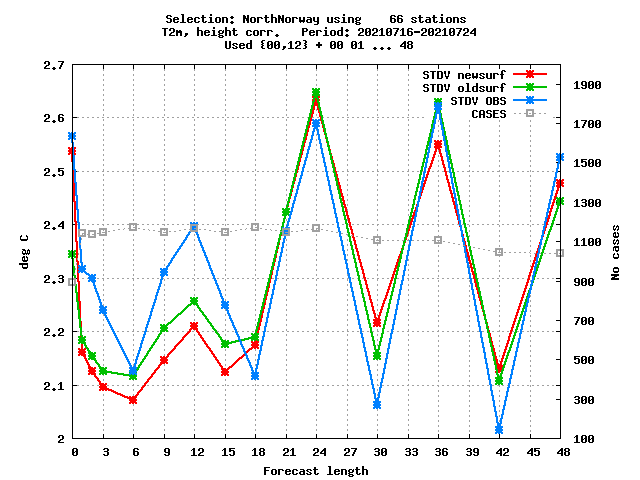 Selection: NorthNorway using    66 stations
T2m, height corr.   Period: 20210716-20210724
Used {00,12} + 00 01 ... 48
STDV newsurf
STDV oldsurf
STDV OBS
CASES
2.7
2.6
2.5
2.4
2.3
2.2
2.1
2
deg C
1900
1700
1500
1300
1100
900
700
500
300
100
No cases
0 3 6 9 12 15 18 21 24 27 30 33 36 39 42 45 48
Forecast length